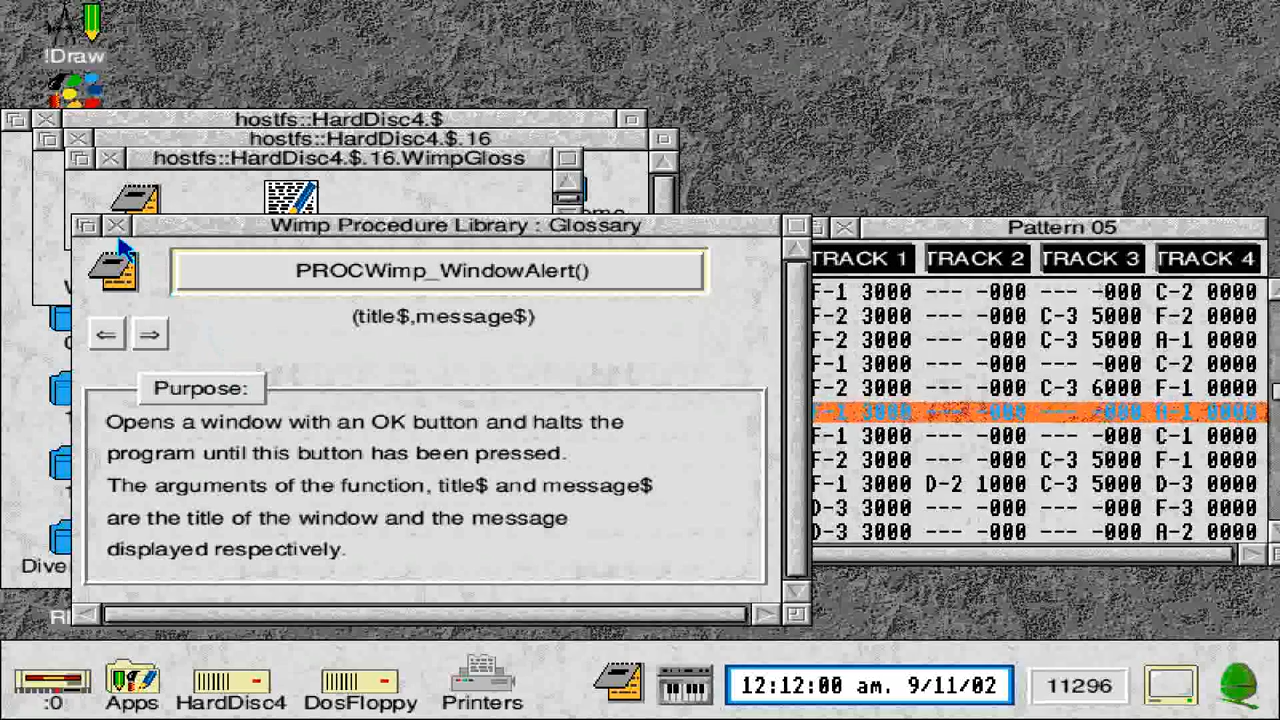 !Draw
hostfs::HardDisc4.$
hostfs::HardDisc4.$.16
hostfs::HardDisc4.$.16.WimpGloss
Wimp Procedure Library : Glossary
PROCWimp_WindowAlert()
(title$,message$)
⇐ ⇒
Purpose:
Opens a window with an OK button and halts the
program until this button has been pressed.
The arguments of the function, title$ and message$
are the title of the window and the message
displayed respectively.
Dive
Pattern 05
TRACK 1 TRACK 2 TRACK 3 TRACK 4
F-1 3000 --- -000 --- -000 C-2 0000
F-2 3000 --- -000 C-3 5000 F-2 0000
F-2 3000 --- -000 C-3 5000 A-1 0000
F-1 3000 --- -000 --- -000 C-2 0000
F-2 3000 --- -000 C-3 6000 F-1 0000
F-1 3000 --- -000 --- -000 A-1 0000
F-1 3000 --- -000 --- -000 C-1 0000
F-2 3000 --- -000 C-3 5000 F-1 0000
F-1 3000 D-2 1000 C-3 5000 D-3 0000
D-3 3000 --- -000 --- -000 F-3 0000
D-3 3000 --- -000 --- -000 A-2 0000
:0
Apps
HardDisc4
DosFloppy
Printers
12:12:00 am. 9/11/02
11296